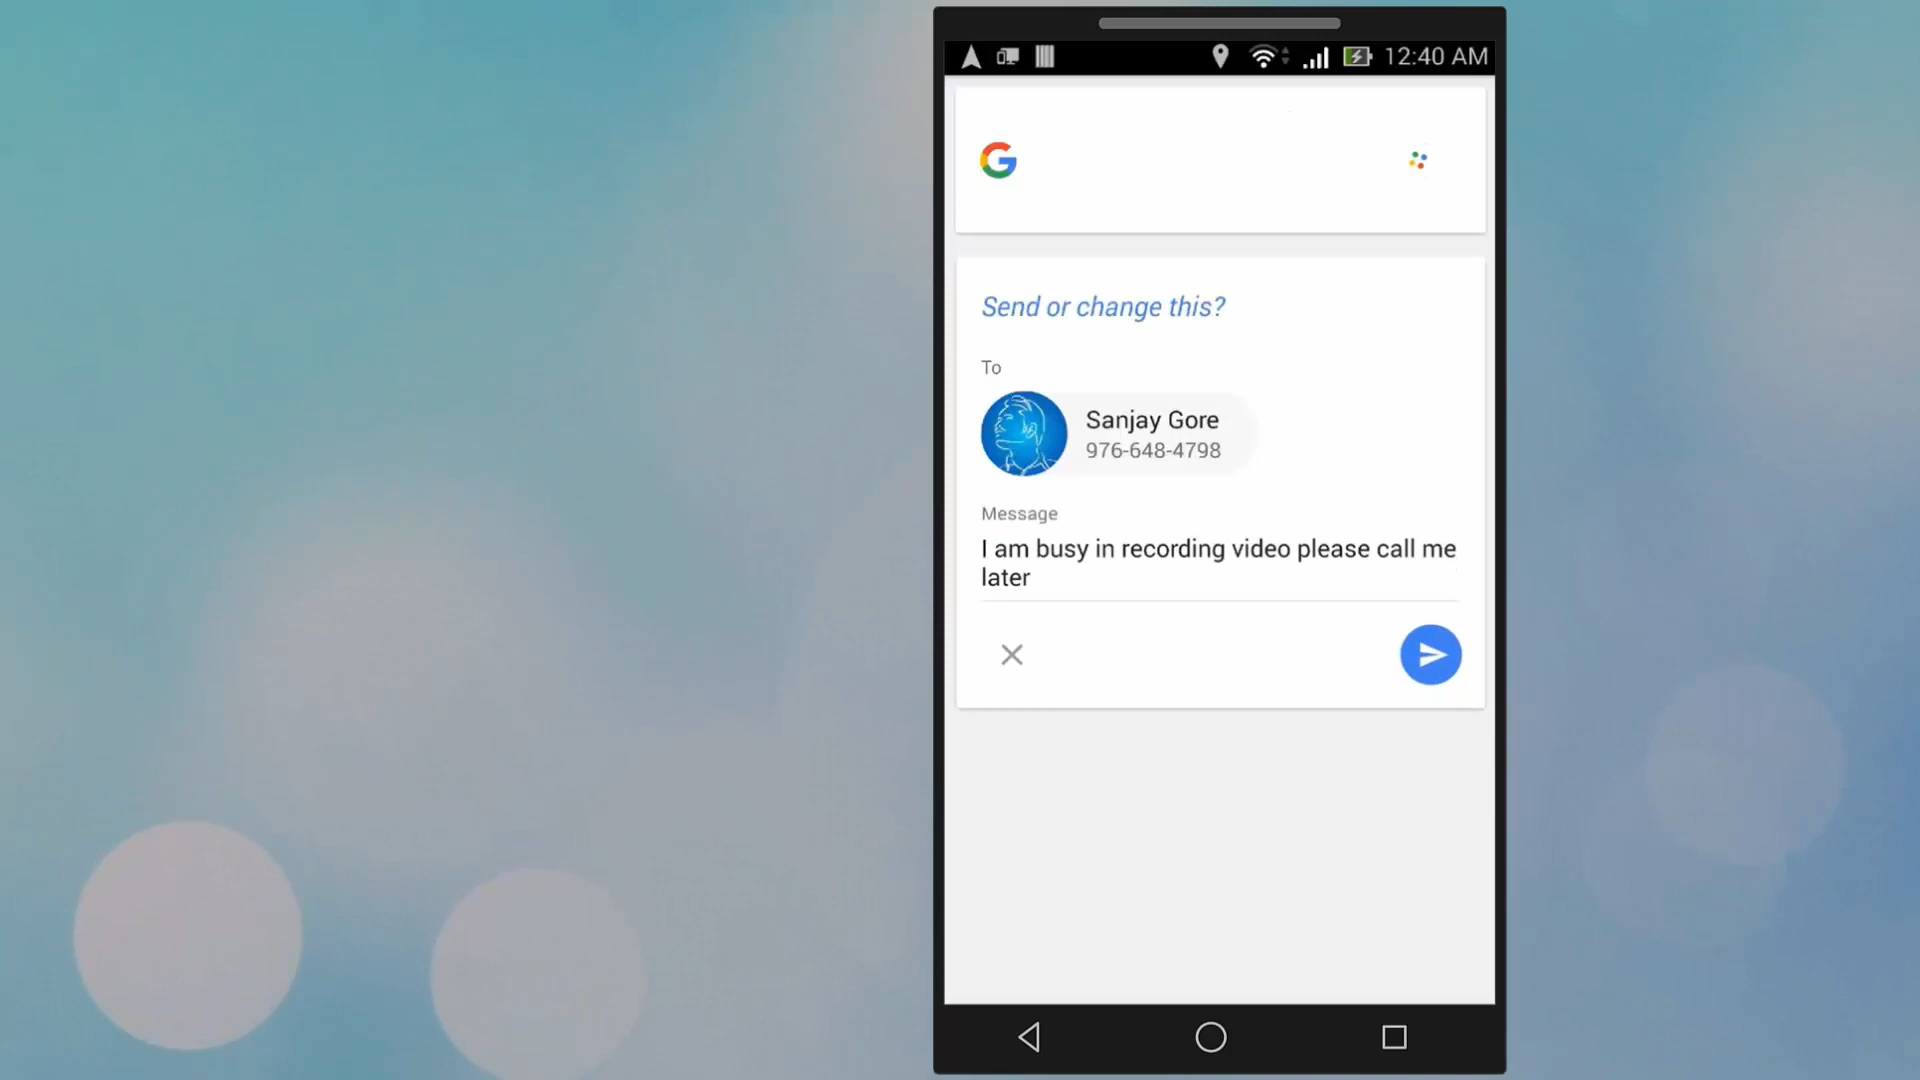 12:40 AM
G
Send or change this?
To
Sanjay Gore
976-648-4798
Message
I am busy in recording video please call me
later